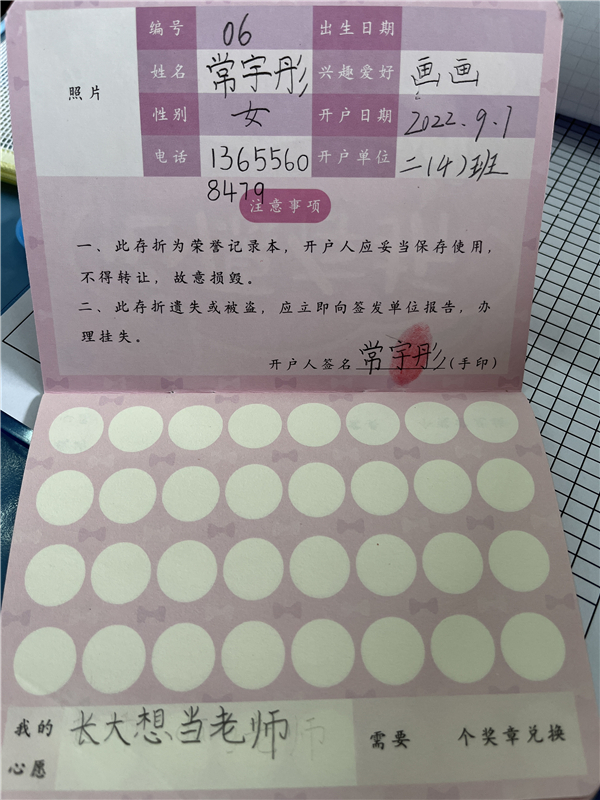 编号 06 出生日期
照片 姓名 常宇彤 兴趣爱好 画画
性别 女 开户日期 2022.9.1
电话 1365560 开户单位 二(4)班
8479
注意事项
一、此存折为荣誉记录本,开户人应妥当保存使用,
不得转让,故意损毁。
二、此存折遗失或被盗,应立即向签发单位报告,办
理挂失。
开户人签名 常宇彤 (手印)
我的心愿 长大想当老师 需要 个奖章兑换